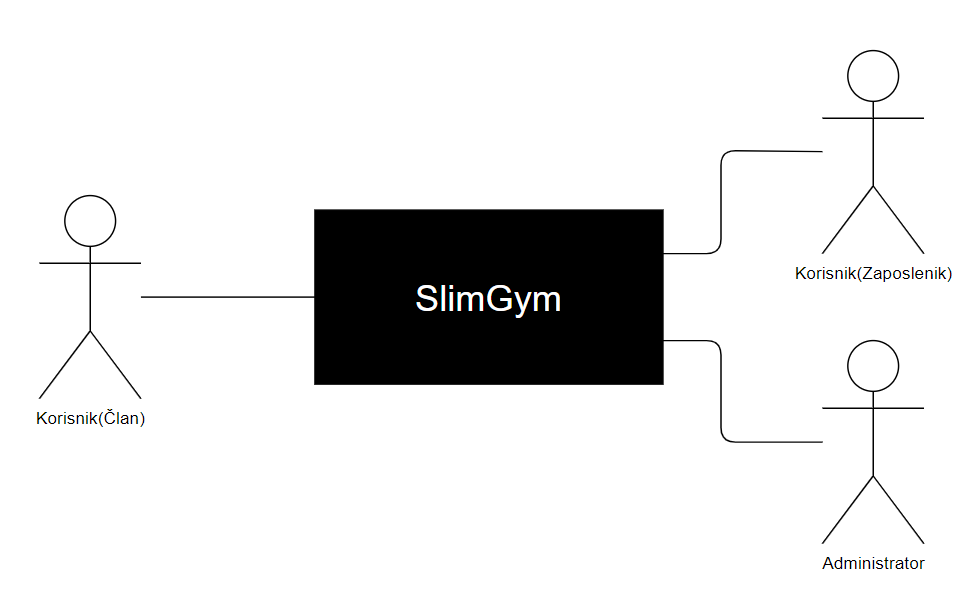 Korisnik(Član)
SlimGym
Korisnik(Zaposlenik)
Administrator